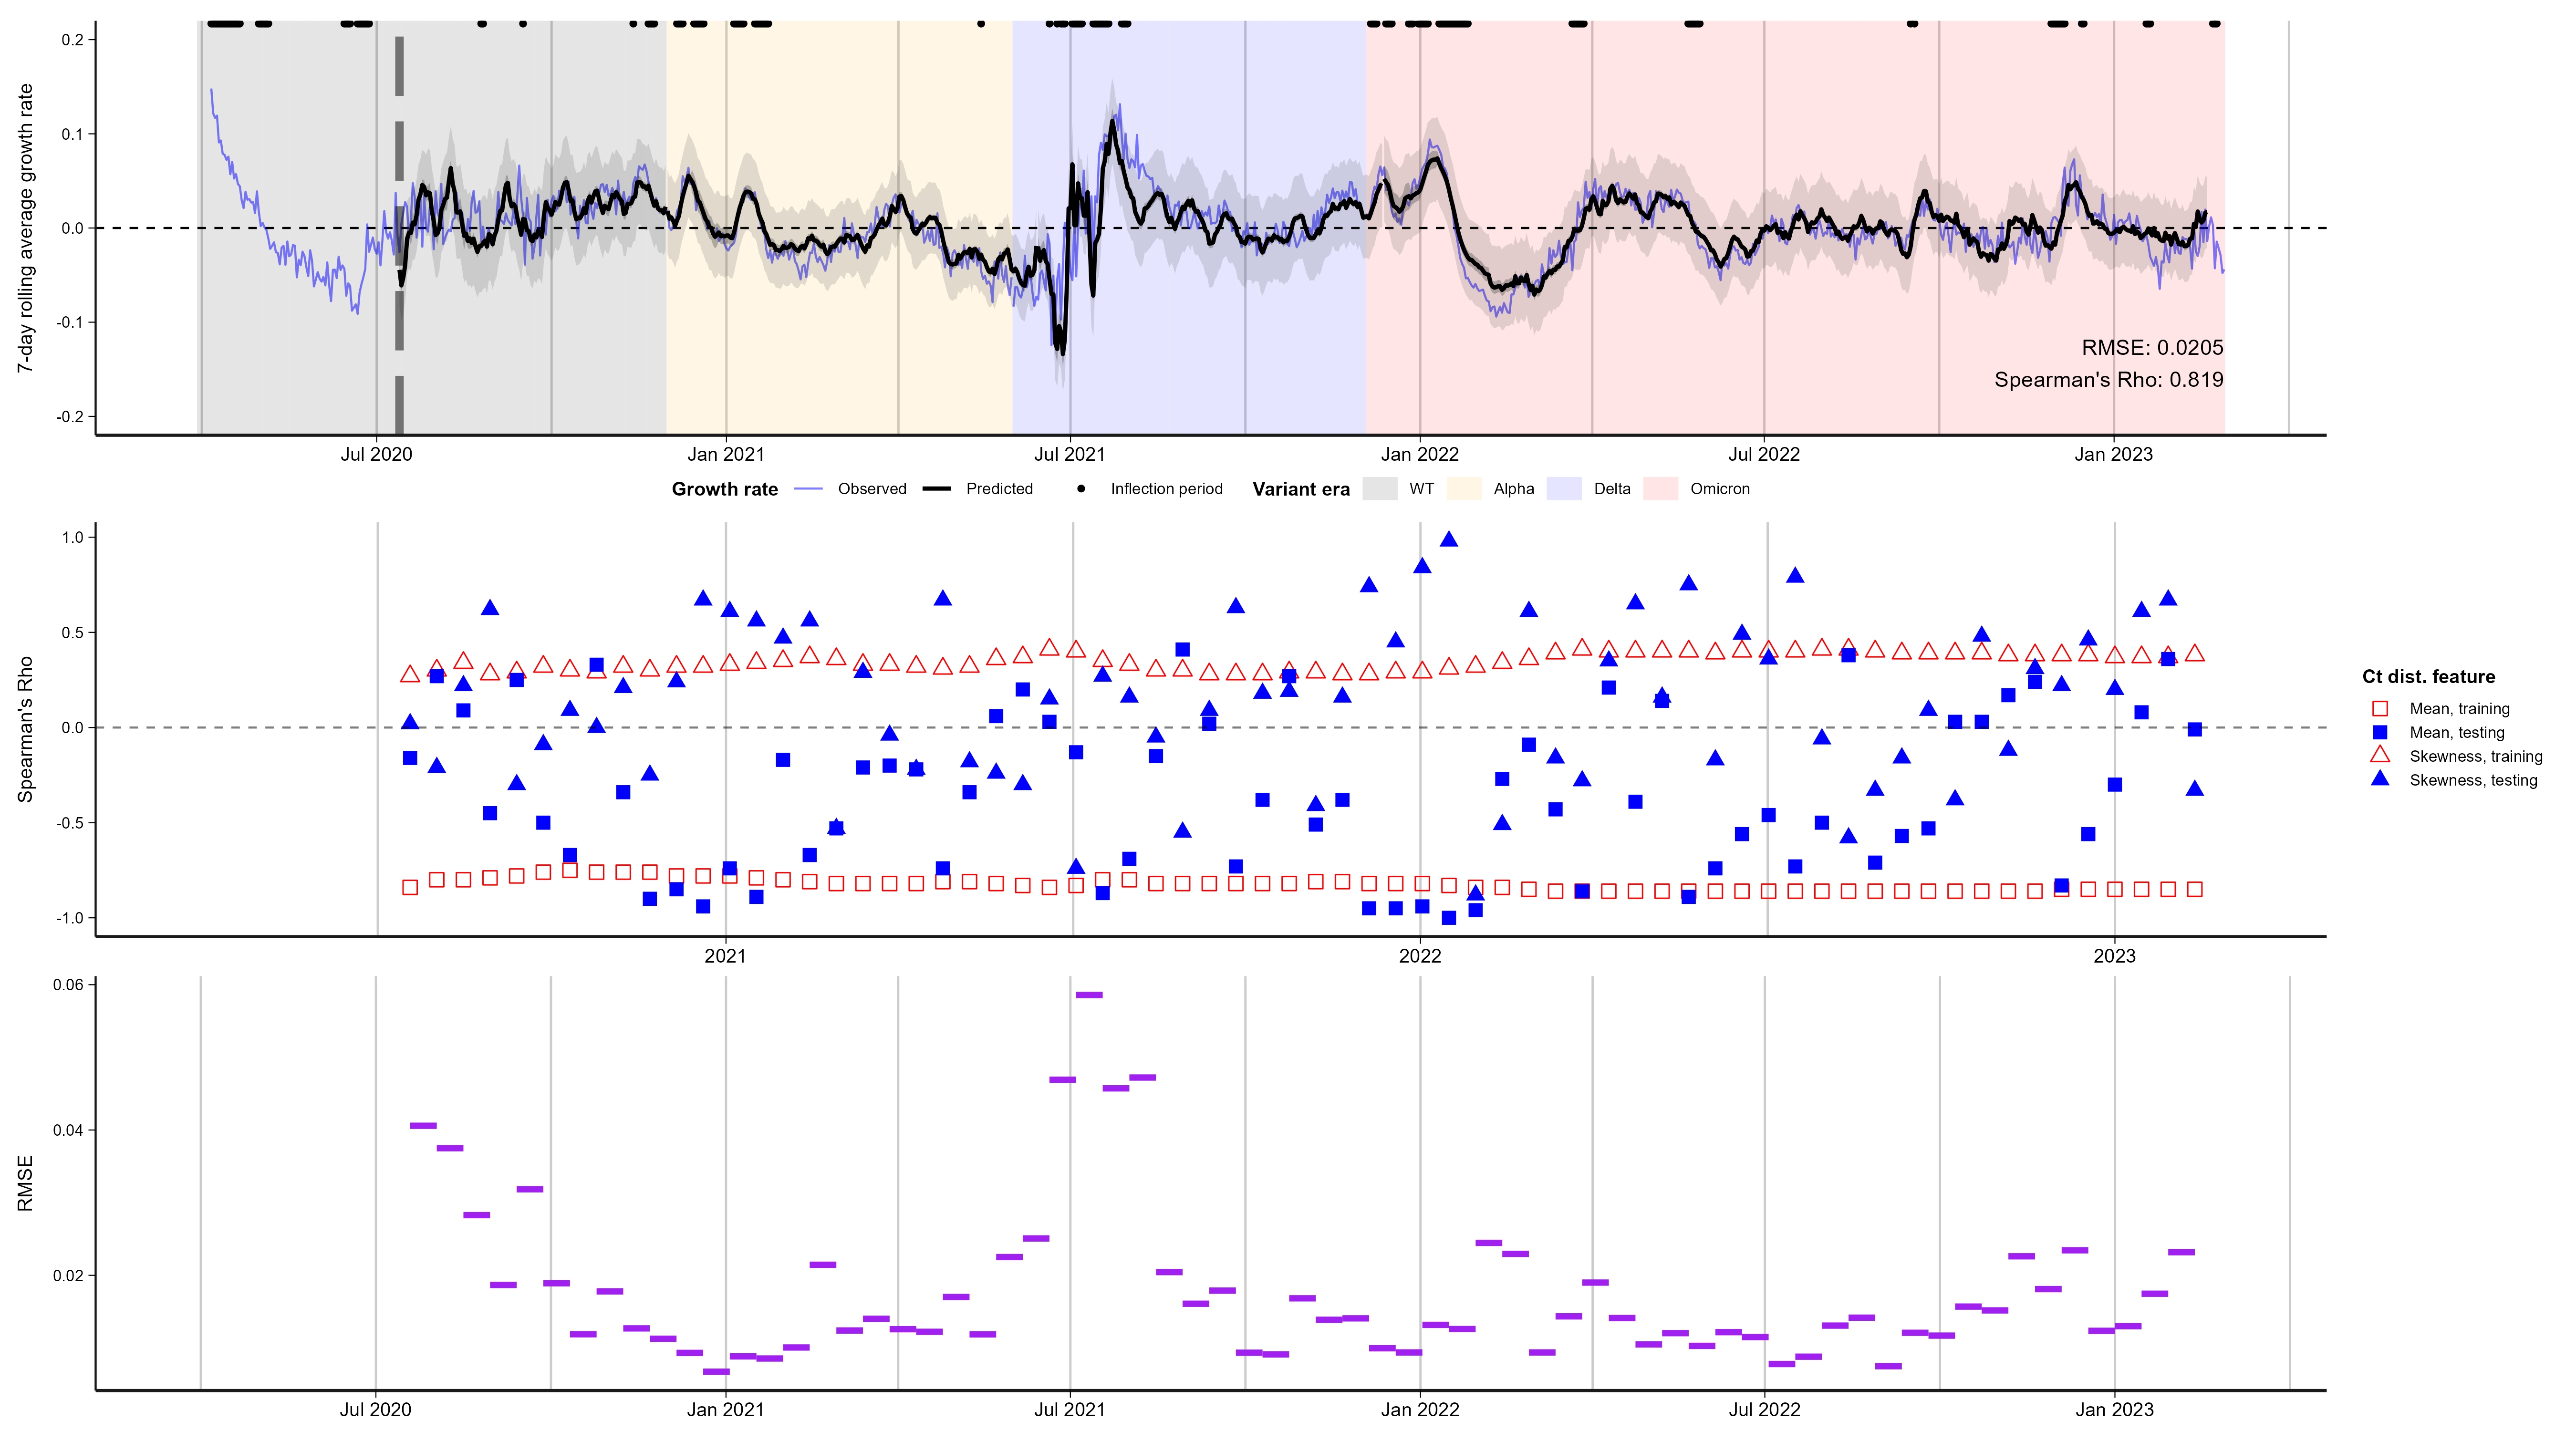 7-day rolling average growth rate
0.2
0.1
0.0
-0.1
-0.2
RMSE: 0.0205
Spearman's Rho: 0.819
Jul 2020
Jan 2021
Jul 2021
Jan 2022
Jul 2022
Jan 2023
Growth rate
Observed
Predicted
Inflection period
Variant era
WT
Alpha
Delta
Omicron
Spearman's Rho
1.0
0.5
0.0
-0.5
-1.0
2021
2022
2023
Ct dist. feature
Mean, training
Mean, testing
Skewness, training
Skewness, testing
RMSE
0.06
0.04
0.02
Jul 2020
Jan 2021
Jul 2021
Jan 2022
Jul 2022
Jan 2023